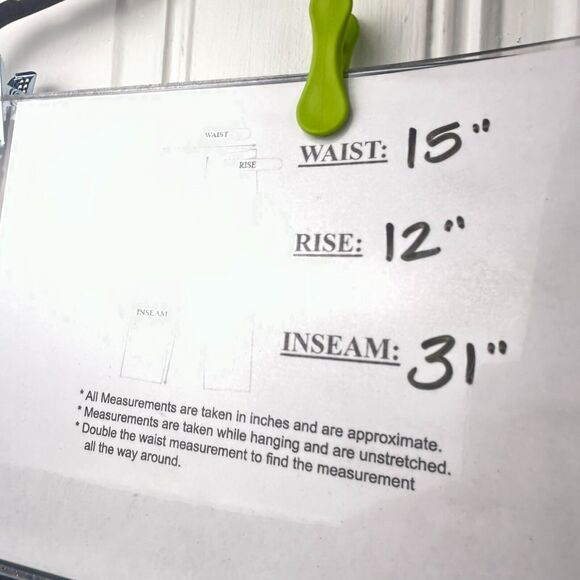 WAIST
RISE
WAIST: 15"
RISE: 12"
INSEAM
INSEAM: 31"
* All Measurements are taken in inches and are approximate.
* Measurements are taken while hanging and are unstretched.
* Double the waist measurement to find the measurement
all the way around.